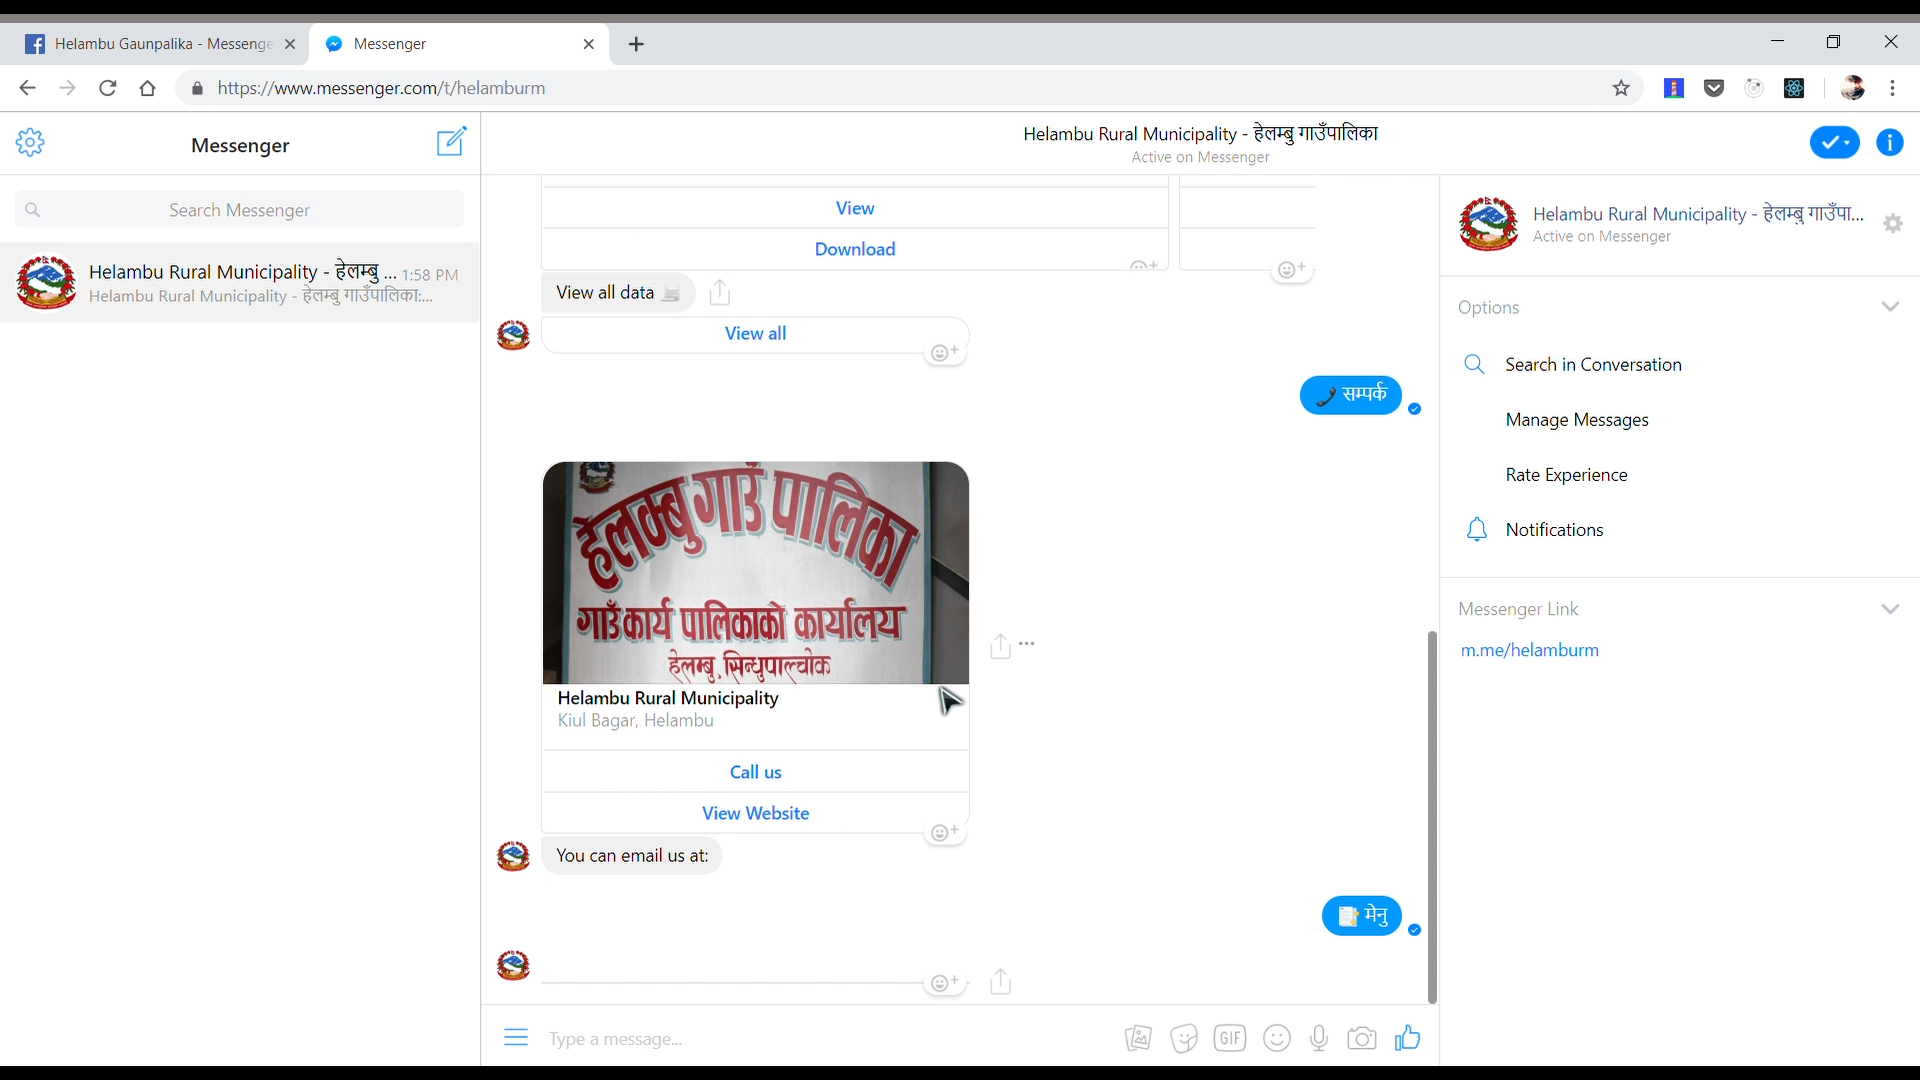 Helambu Gaunpalika - Messenge
Messenger
https://www.messenger.com/t/helamburm
Messenger
Search Messenger
Helambu Rural Municipality - हेलम्बु ... 1:58 PM
Helambu Rural Municipality - हेलम्बु गाउँपालिका:...
Helambu Rural Municipality - हेलम्बु गाउँपालिका
Active on Messenger
View
Download
View all data
View all
सम्पर्क
हेलम्बु गाउँ पालिका
गाउँ कार्य पालिकाको कार्यालय
हेलम्बु, सिन्धुपाल्चोक
Helambu Rural Municipality
Kiul Bagar, Helambu
Call us
View Website
You can email us at:
मेनु
Type a message...
GIF
Helambu Rural Municipality - हेलम्बु गाउँपा...
Active on Messenger
Options
Search in Conversation
Manage Messages
Rate Experience
Notifications
Messenger Link
m.me/helamburm